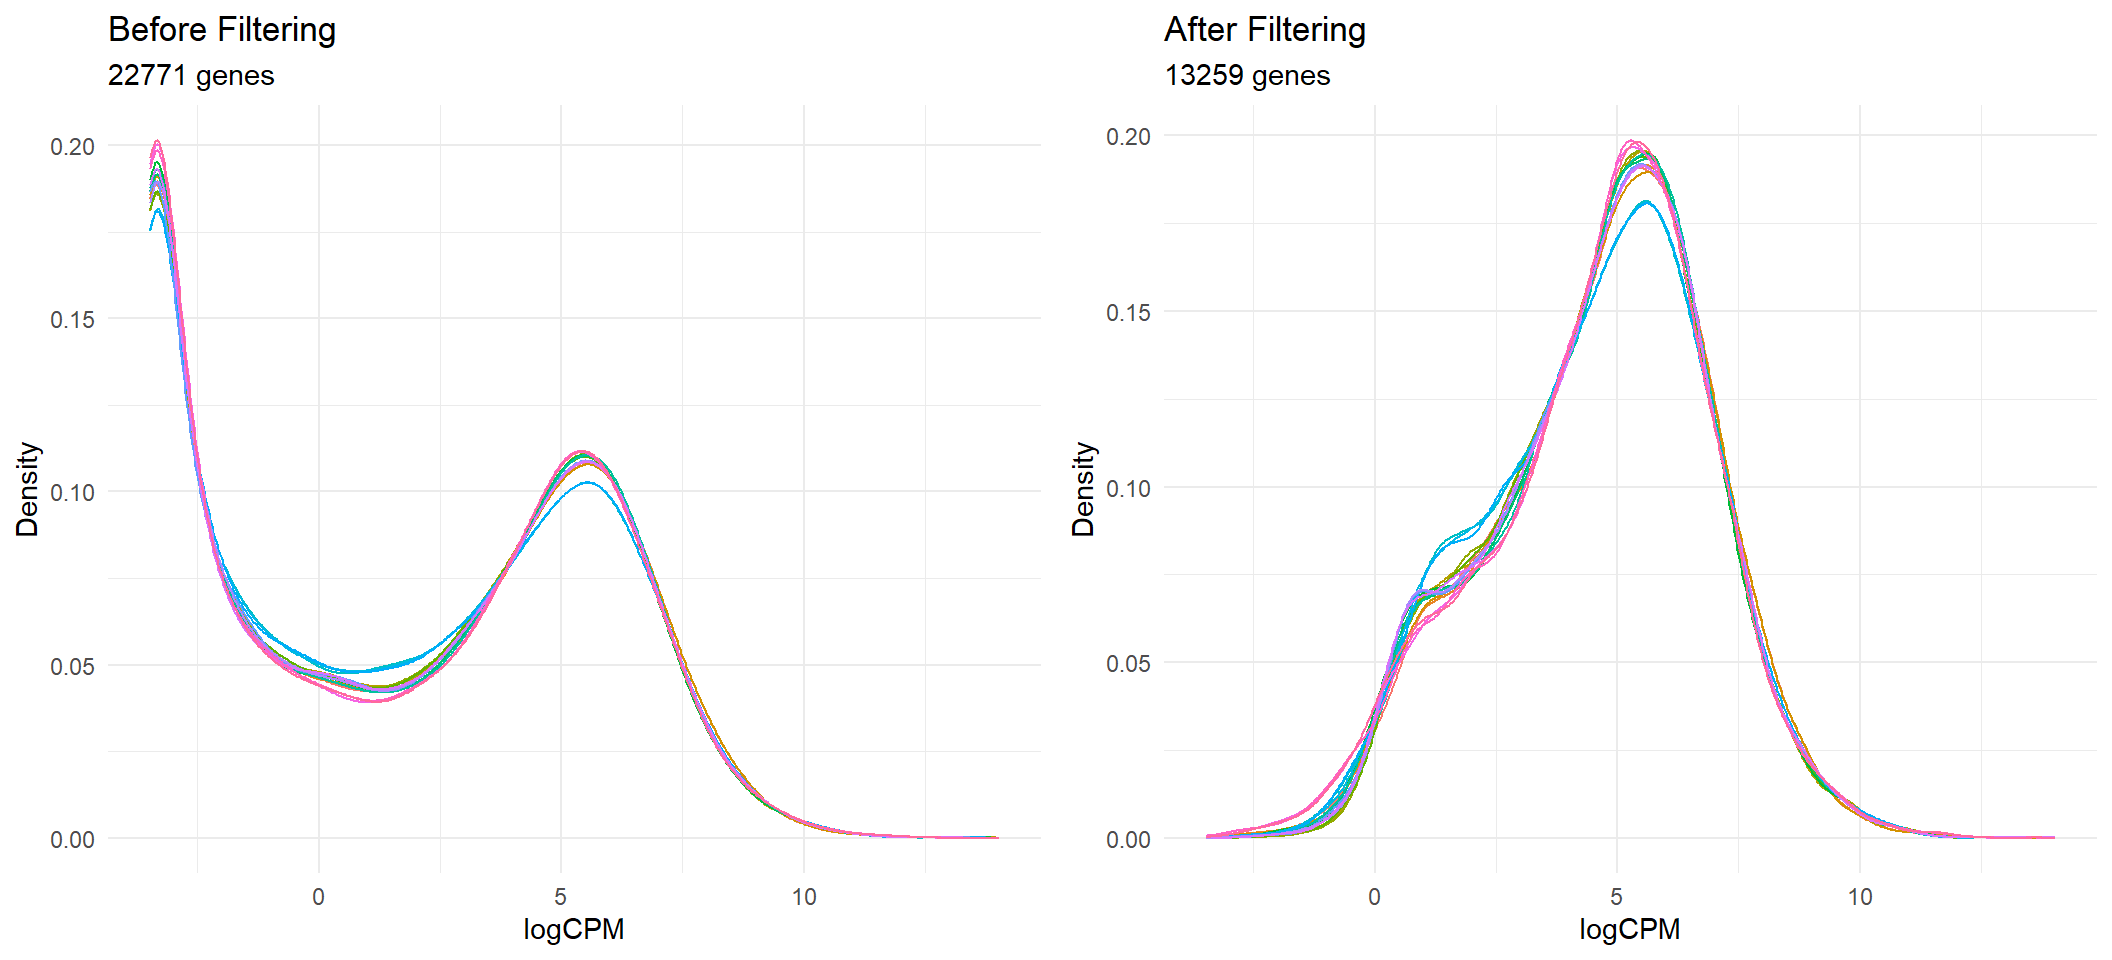 Before Filtering
22771 genes
0.20
0.15
0.10
0.05
0.00
Density
0 5 10
logCPM
After Filtering
13259 genes
0.20
0.15
0.10
0.05
0.00
Density
0 5 10
logCPM